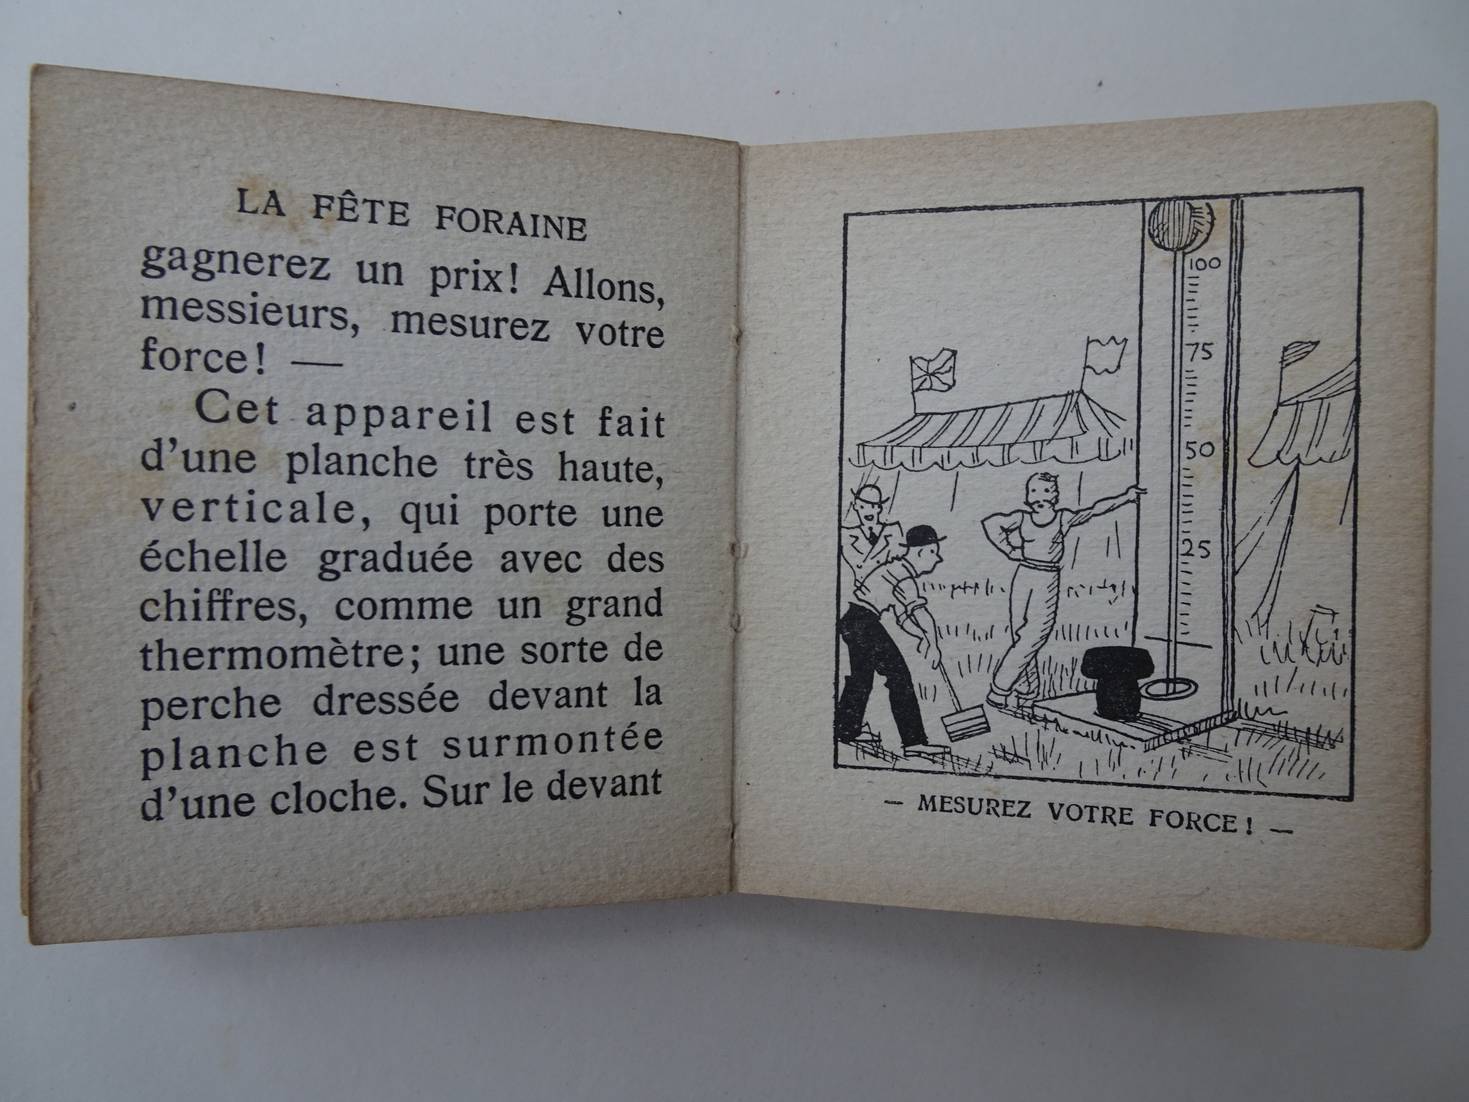 LA FÊTE FORAINE
gagnerez un prix! Allons,
messieurs, mesurez votre
force! —
Cet appareil est fait
d'une planche très haute,
verticale, qui porte une
échelle graduée avec des
chiffres, comme un grand
thermomètre; une sorte de
perche dressée devant la
planche est surmontée
d'une cloche. Sur le devant
100
75
50
25
— MESUREZ VOTRE FORCE! —